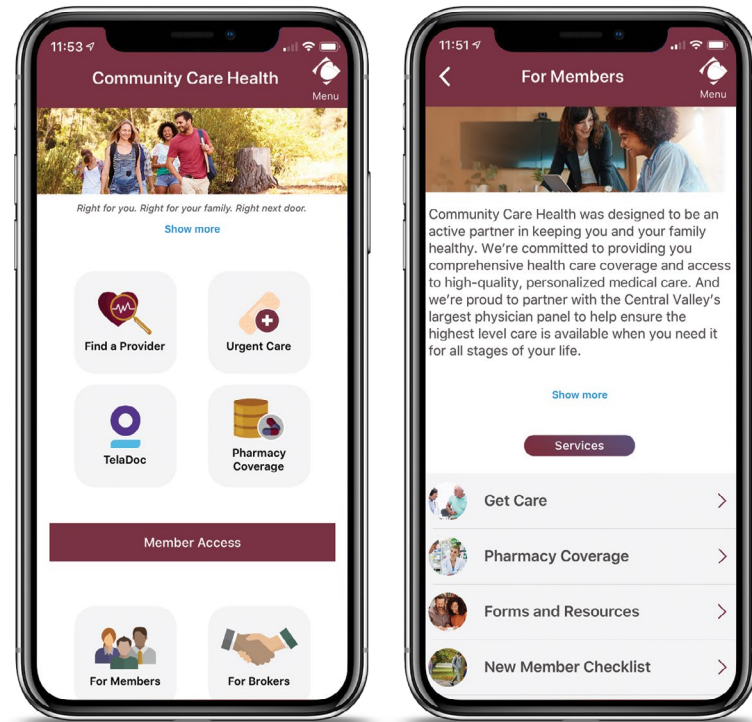 11:53
Community Care Health
Menu
Right for you. Right for your family. Right next door.
Show more
Find a Provider
Urgent Care
TelaDoc
Pharmacy
Coverage
Member Access
For Members
For Brokers
11:51
For Members
Menu
Community Care Health was designed to be an
active partner in keeping you and your family
healthy. We're committed to providing you
comprehensive health care coverage and access
to high-quality, personalized medical care. And
we're proud to partner with the Central Valley's
largest physician panel to help ensure the
highest level care is available when you need it
for all stages of your life.
Show more
Services
Get Care
Pharmacy Coverage
Forms and Resources
New Member Checklist